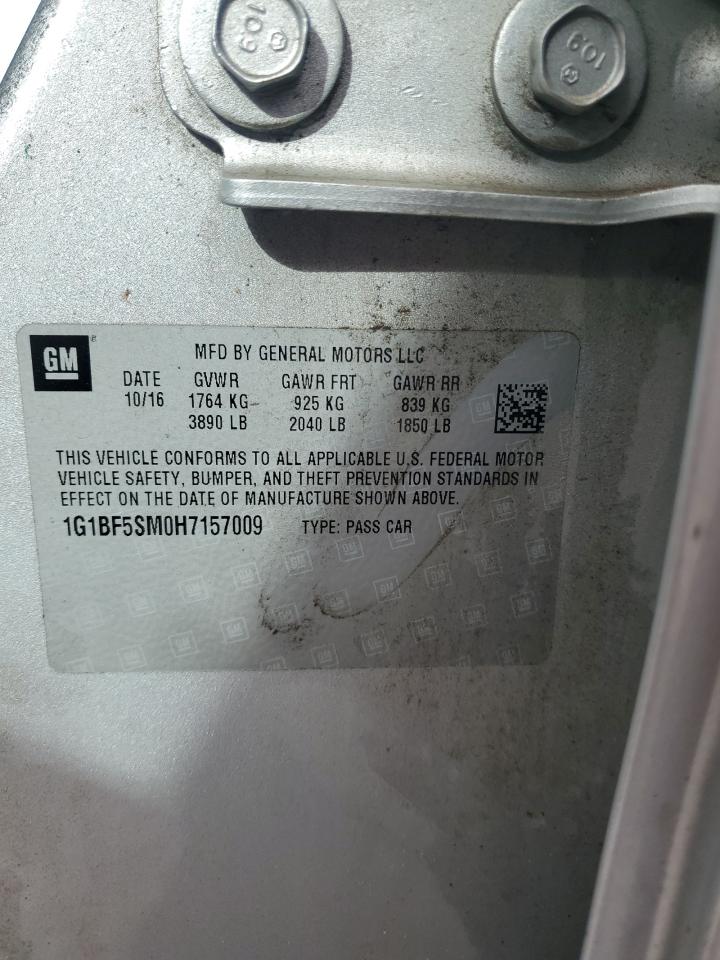 109
109
GM
MFD BY GENERAL MOTORS LLC
DATE GVWR GAWR FRT GAWR RR
10/16 1764 KG 925 KG 839 KG
3890 LB 2040 LB 1850 LB
THIS VEHICLE CONFORMS TO ALL APPLICABLE U.S. FEDERAL MOTOR
VEHICLE SAFETY, BUMPER, AND THEFT PREVENTION STANDARDS IN
EFFECT ON THE DATE OF MANUFACTURE SHOWN ABOVE.
1G1BF5SM0H7157009 TYPE: PASS CAR